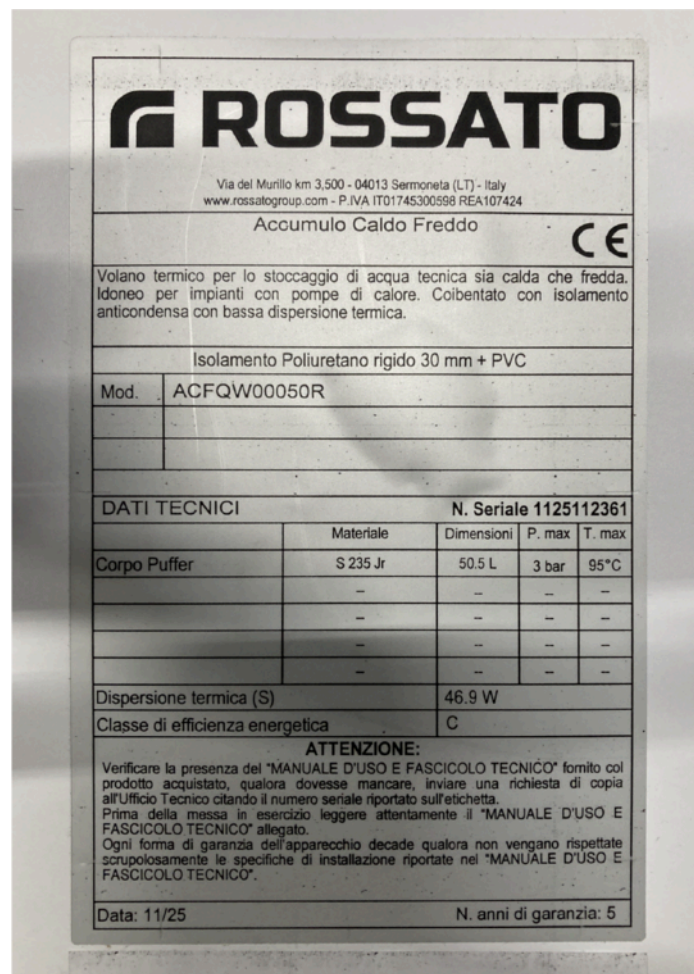 ROSSATO
Via del Murillo km 3,500 - 04013 Sermoneta (LT) - Italy
www.rossatogroup.com - P.IVA IT01745300598 REA107424
Accumulo Caldo Freddo
CE
Volano termico per lo stoccaggio di acqua tecnica sia calda che fredda.
Idoneo per impianti con pompe di calore. Coibentato con isolamento
anticondensa con bassa dispersione termica.
Isolamento Poliuretano rigido 30 mm + PVC
Mod. ACFQW00050R
DATI TECNICI N. Seriale 1125112361
Materiale Dimensioni P. max T. max
Corpo Puffer S 235 Jr 50.5 L 3 bar 95°C
-- -- -- --
-- -- -- --
-- -- -- --
-- -- -- --
Dispersione termica (S) 46.9 W
Classe di efficienza energetica C
ATTENZIONE:
Verificare la presenza del "MANUALE D'USO E FASCICOLO TECNICO" fornito col
prodotto acquistato, qualora dovesse mancare, inviare una richiesta di copia
all'Ufficio Tecnico citando il numero seriale riportato sull'etichetta.
Prima della messa in esercizio leggere attentamente il "MANUALE D'USO E
FASCICOLO TECNICO" allegato.
Ogni forma di garanzia dell'apparecchio decade qualora non vengano rispettate
scrupolosamente le specifiche di installazione riportate nel "MANUALE D'USO E
FASCICOLO TECNICO".
Data: 11/25 N. anni di garanzia: 5